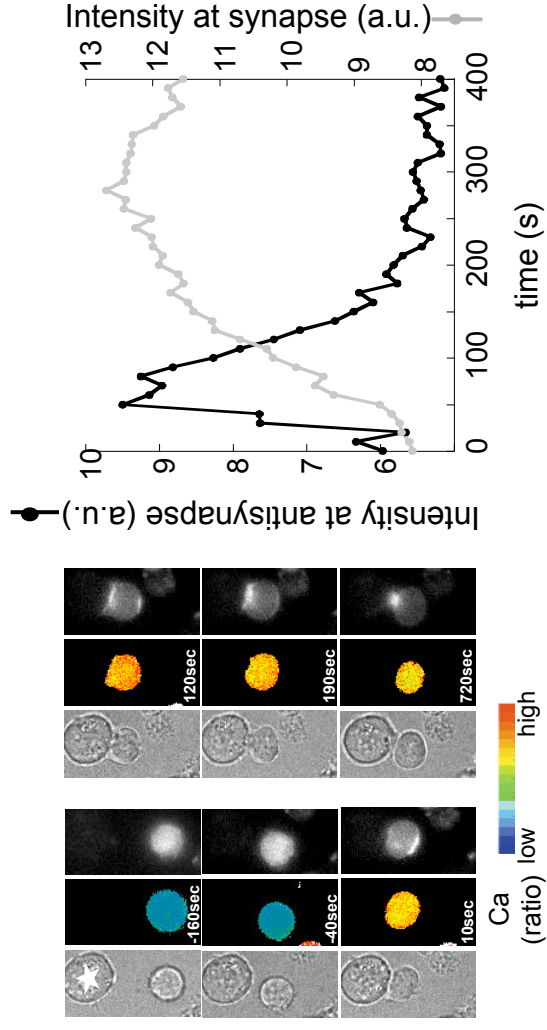 -160sec
-40sec
10sec
120sec
190sec
720sec
Ca
(ratio)
low
high
Intensity at antisynapse (a.u.)
10
9
8
7
6
Intensity at synapse (a.u.)
13
12
11
10
9
8
0
100
200
300
400
time (s)